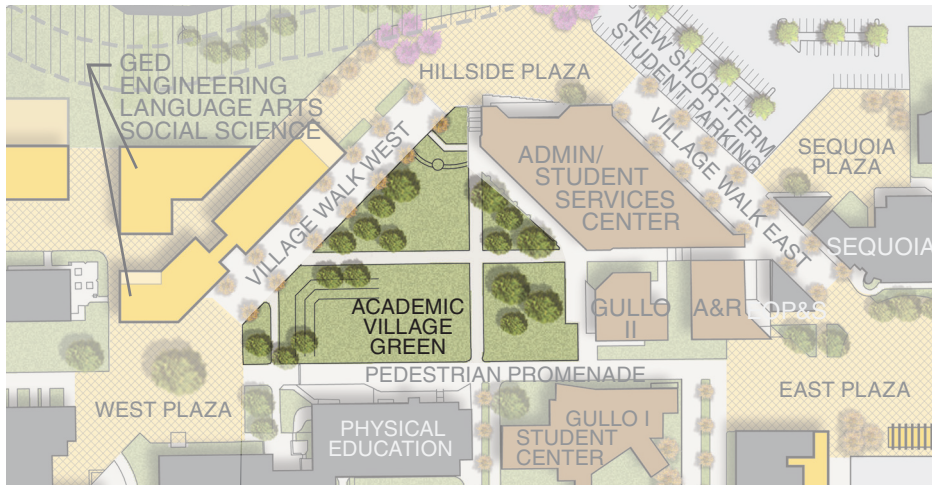 GED
ENGINEERING
LANGUAGE ARTS
SOCIAL SCIENCE
HILLSIDE PLAZA
NEW SHORT-TERM
STUDENT PARKING
VILLAGE WALK WEST
VILLAGE WALK EAST
ADMIN/
STUDENT
SERVICES
CENTER
SEQUOIA
PLAZA
SEQUOIA
ACADEMIC
VILLAGE
GREEN
GULLO
II
A&R
EOP&S
PEDESTRIAN PROMENADE
WEST PLAZA
EAST PLAZA
PHYSICAL
EDUCATION
GULLO I
STUDENT
CENTER